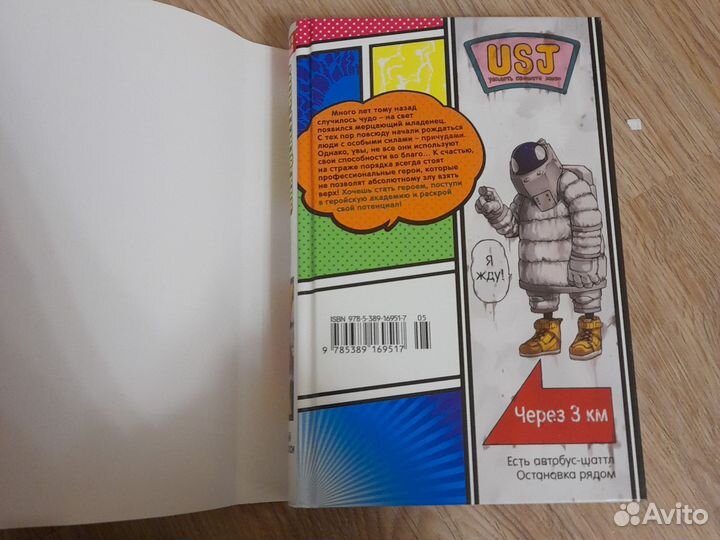 Много лет тому назад
случилось чудо – на свет
появился мерцающий младенец.
С тех пор повсюду начали рождаться
люди с особыми силами – причудами.
Однако, увы, не все они используют
свои способности во благо... К счастью,
на страже порядка всегда стоят
профессиональные герои, которые
не позволят абсолютному злу взять
верх! Хочешь стать героем, поступи
в геройскую академию и раскрой
свой потенциал!
ISBN 978-5-389-16951-7
05
9 785389 169517
USJ
Я
жду!
Через 3 км
Есть автобус-шаттл
Остановка рядом
Avito